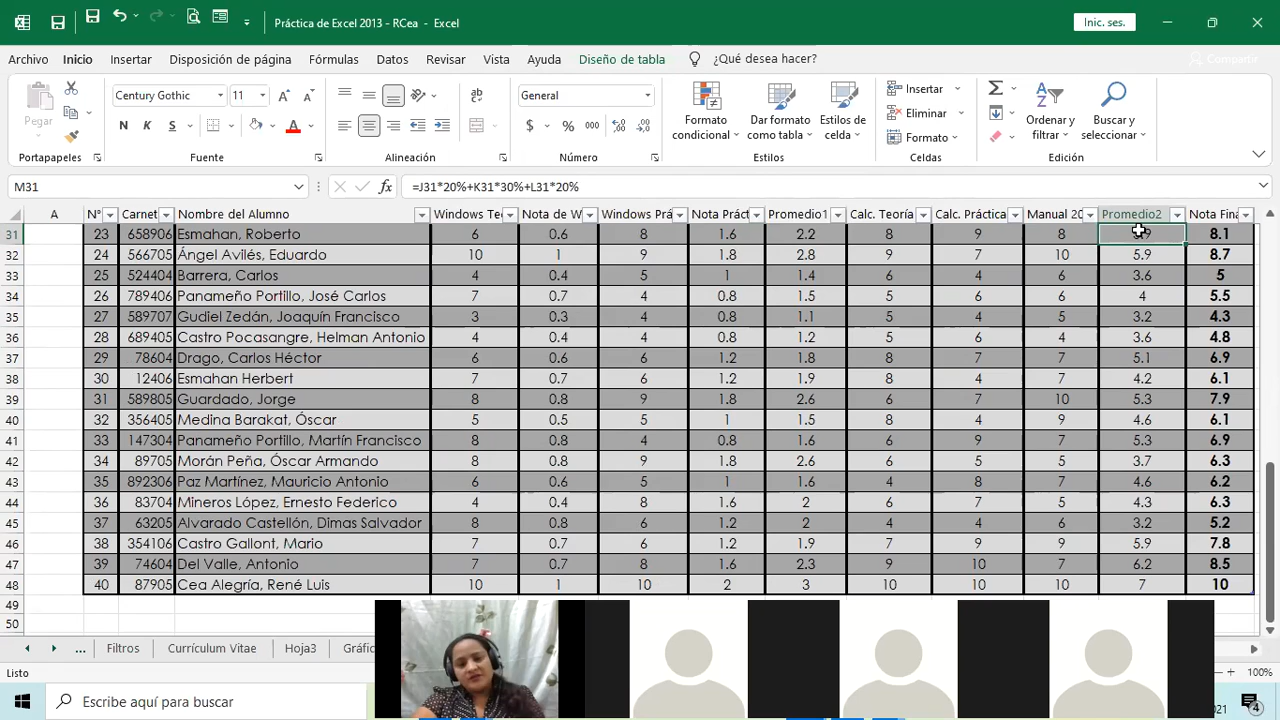 Práctica de Excel 2013 - RCea - Excel
Inic. ses.
Archivo Inicio Insertar Disposición de página Fórmulas Datos Revisar Vista Ayuda Diseño de tabla ¿Qué desea hacer? Compartir
Pegar
Century Gothic 11
N K S
General
$ % 000
Formato condicional
Dar formato como tabla
Estilos de celda
Insertar
Eliminar
Formato
Ordenar y filtrar
Buscar y seleccionar
Portapapeles Fuente Alineación Número Estilos Celdas Edición
M31 fx =J31*20%+K31*30%+L31*20%
A N° Carnet Nombre del Alumno Windows Te Nota de W Windows Prá Nota Práct Promedio1 Calc. Teoría Calc. Práctica Manual 20 Promedio2 Nota Fina
31 23 658906 Esmahan, Roberto 6 0.6 8 1.6 2.2 8 9 8 8.1
32 24 566705 Ángel Avilés, Eduardo 10 1 9 1.8 2.8 9 7 10 5.9 8.7
33 25 524404 Barrera, Carlos 4 0.4 5 1 1.4 6 4 6 3.6 5
34 26 789406 Panameño Portillo, José Carlos 7 0.7 4 0.8 1.5 5 6 6 4 5.5
35 27 589707 Gudiel Zedán, Joaquín Francisco 3 0.3 4 0.8 1.1 5 4 5 3.2 4.3
36 28 689405 Castro Pocasangre, Helman Antonio 4 0.4 4 0.8 1.2 5 6 4 3.6 4.8
37 29 78604 Drago, Carlos Héctor 6 0.6 6 1.2 1.8 8 7 7 5.1 6.9
38 30 12406 Esmahan Herbert 7 0.7 6 1.2 1.9 8 4 7 4.2 6.1
39 31 589805 Guardado, Jorge 8 0.8 9 1.8 2.6 6 7 10 5.3 7.9
40 32 356405 Medina Barakat, Óscar 5 0.5 5 1 1.5 8 4 9 4.6 6.1
41 33 147304 Panameño Portillo, Martín Francisco 8 0.8 4 0.8 1.6 6 9 7 5.3 6.9
42 34 89705 Morán Peña, Óscar Armando 8 0.8 9 1.8 2.6 6 5 5 3.7 6.3
43 35 892306 Paz Martínez, Mauricio Antonio 6 0.6 5 1 1.6 4 8 7 4.6 6.2
44 36 83704 Mineros López, Ernesto Federico 4 0.4 8 1.6 2 6 7 5 4.3 6.3
45 37 63205 Alvarado Castellón, Dimas Salvador 8 0.8 6 1.2 2 4 4 6 3.2 5.2
46 38 354106 Castro Gallont, Mario 7 0.7 6 1.2 1.9 7 9 9 5.9 7.8
47 39 74604 Del Valle, Antonio 7 0.7 8 1.6 2.3 9 10 7 6.2 8.5
48 40 87905 Cea Alegría, René Luis 10 1 10 2 3 10 10 10 7 10
49
50
... Filtros Currículum Vitae Hoja3
Listo 100%
Escribe aquí para buscar
4